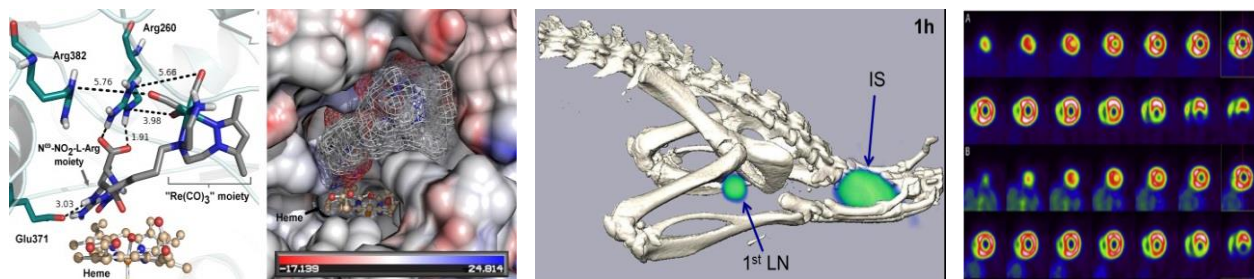 Arg260
Arg382
5.66
5.76
3.98
1.91
Nω-NO2-L-Arg
moiety
"Re(CO)3" moiety
3.03
Glu371
Heme
Heme
-17.139
24.814
1h
IS
1st LN
A
B